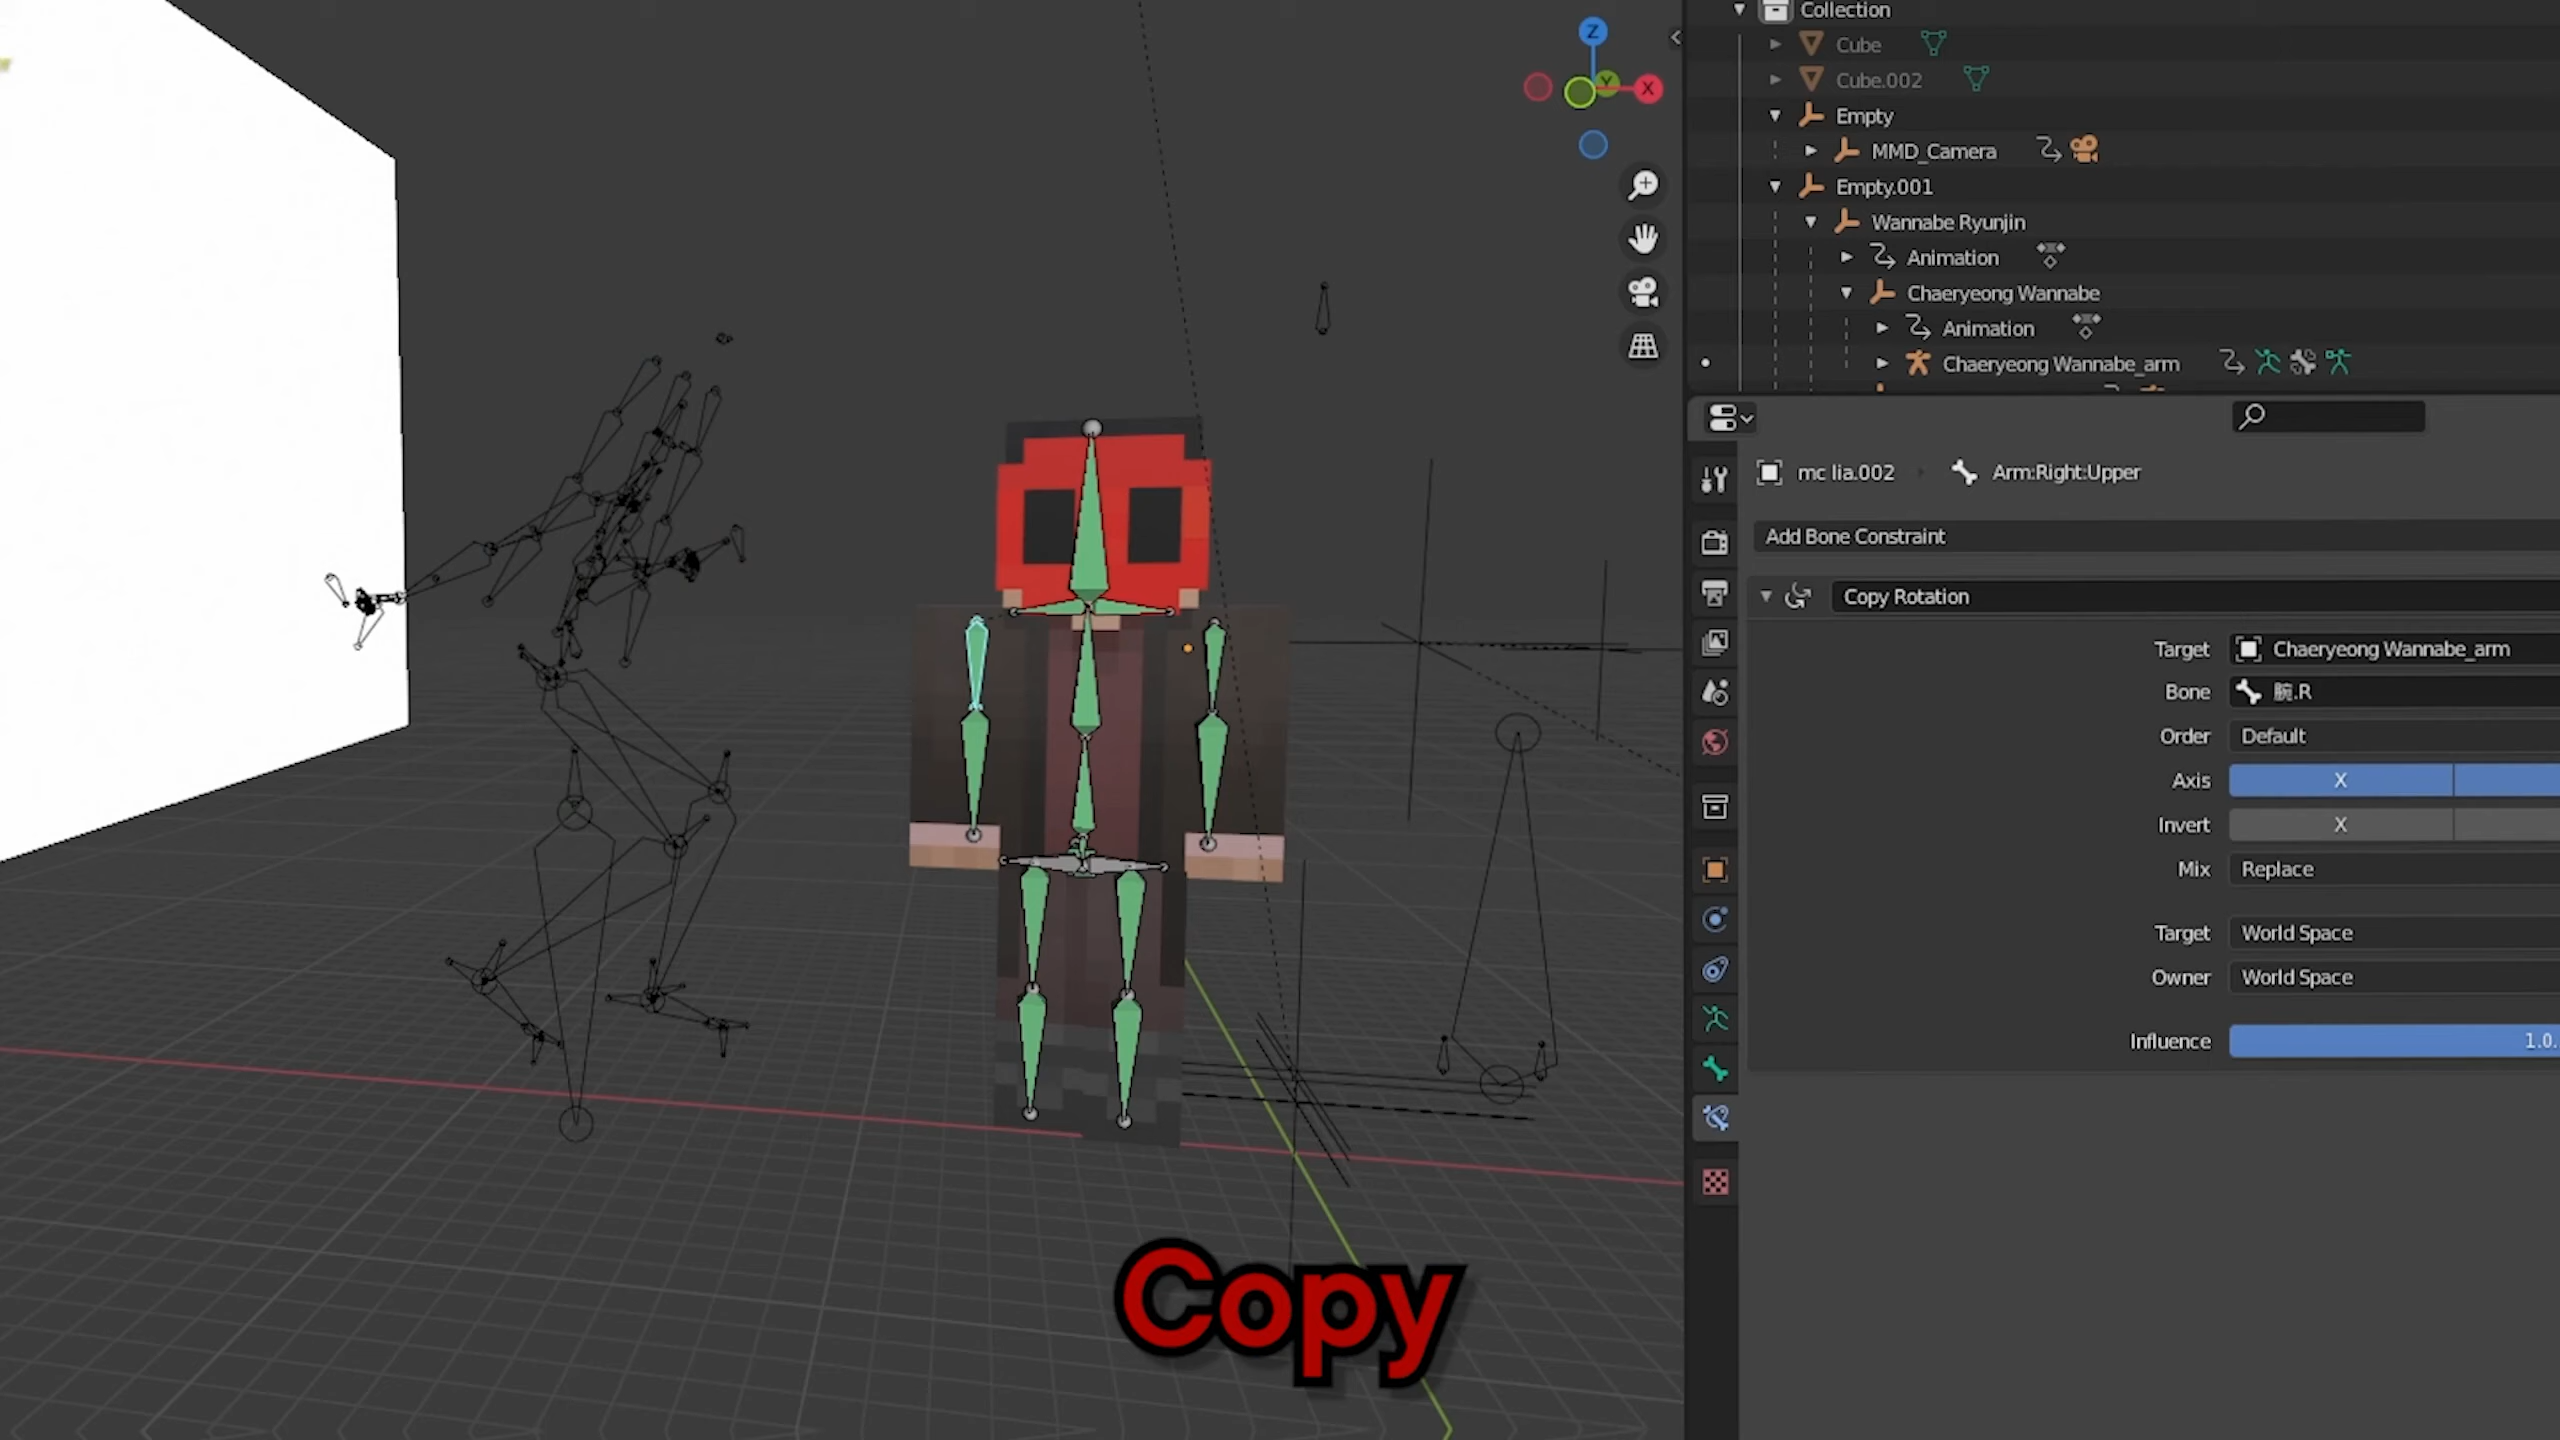 Collection
Cube
Cube.002
Empty
MMD_Camera
Empty.001
Wannabe Ryunjin
Animation
Chaeryeong Wannabe
Animation
Chaeryeong Wannabe_arm
Z
Y
X
mc lia.002
Arm:Right:Upper
Add Bone Constraint
Copy Rotation
Target Chaeryeong Wannabe_arm
Bone 腕.R
Order Default
Axis X
Invert X
Mix Replace
Target World Space
Owner World Space
Influence 1.0.
Copy